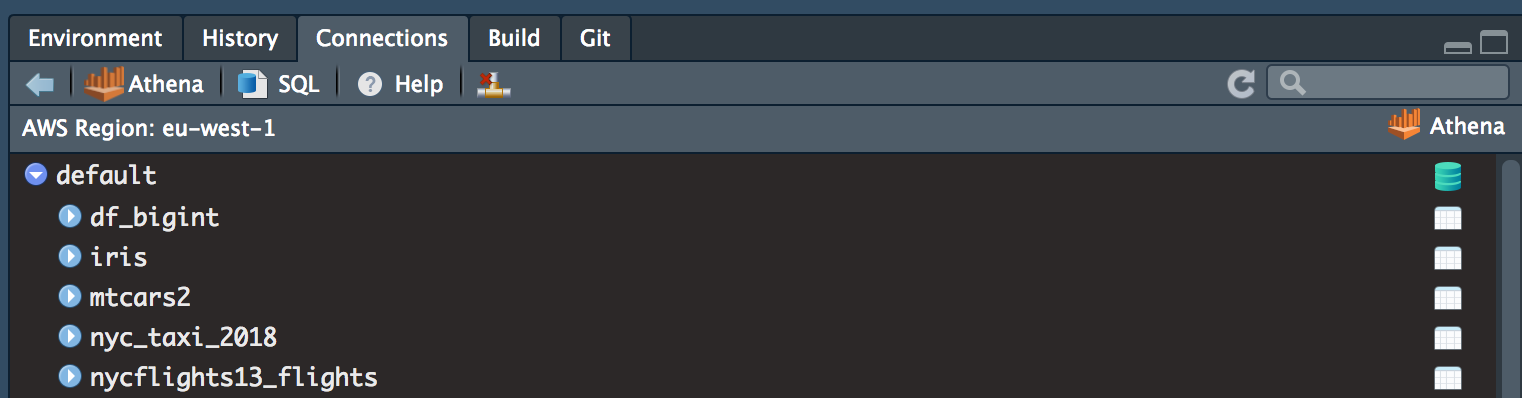 Environment History Connections Build Git
Athena SQL ? Help
AWS Region: eu-west-1 Athena
default
df_bigint
iris
mtcars2
nyc_taxi_2018
nycflights13_flights